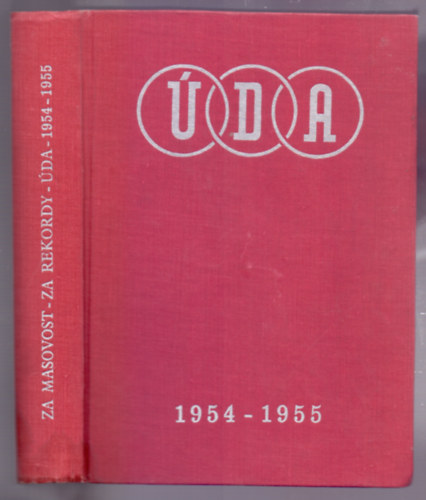 ZA MASOVOST - ZA REKORDY - ÚDA - 1954 - 1955
ÚDA
1954 - 1955